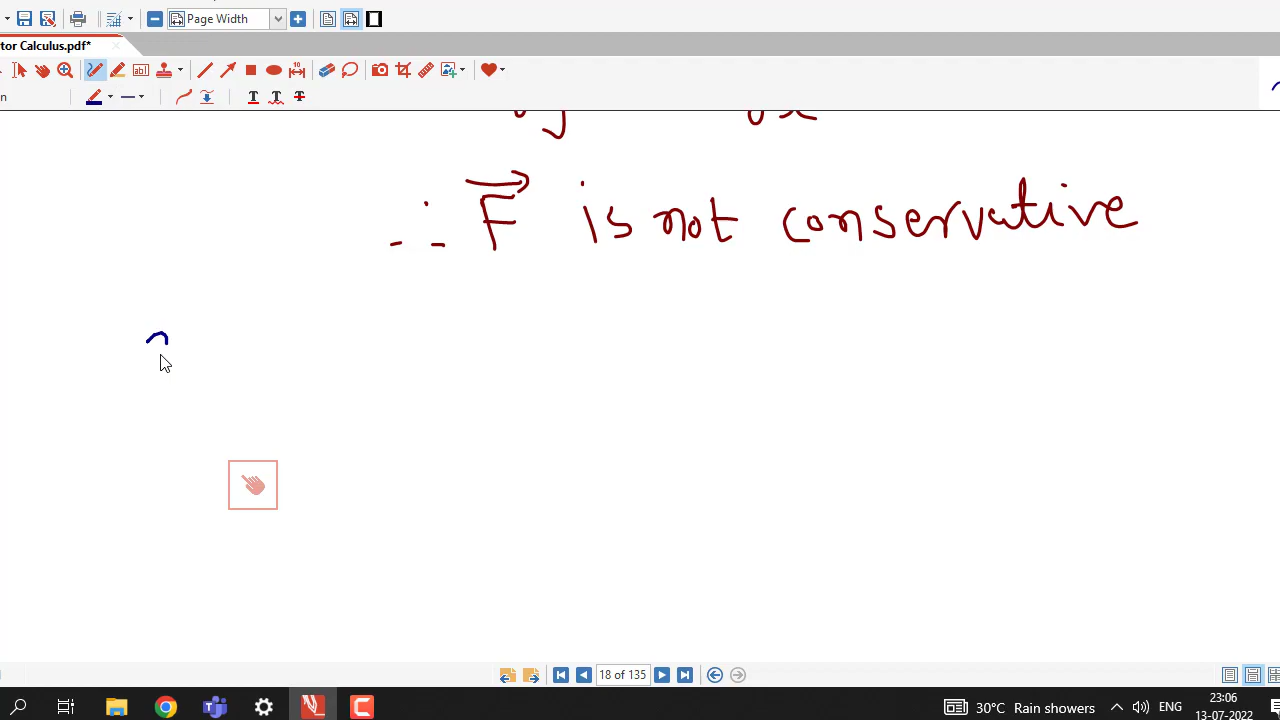 Page Width
tor Calculus.pdf*
10
T T T
n
∴ F⃗ is not conservative
18 of 135
30°C Rain showers
ENG
23:06
13-07-2022